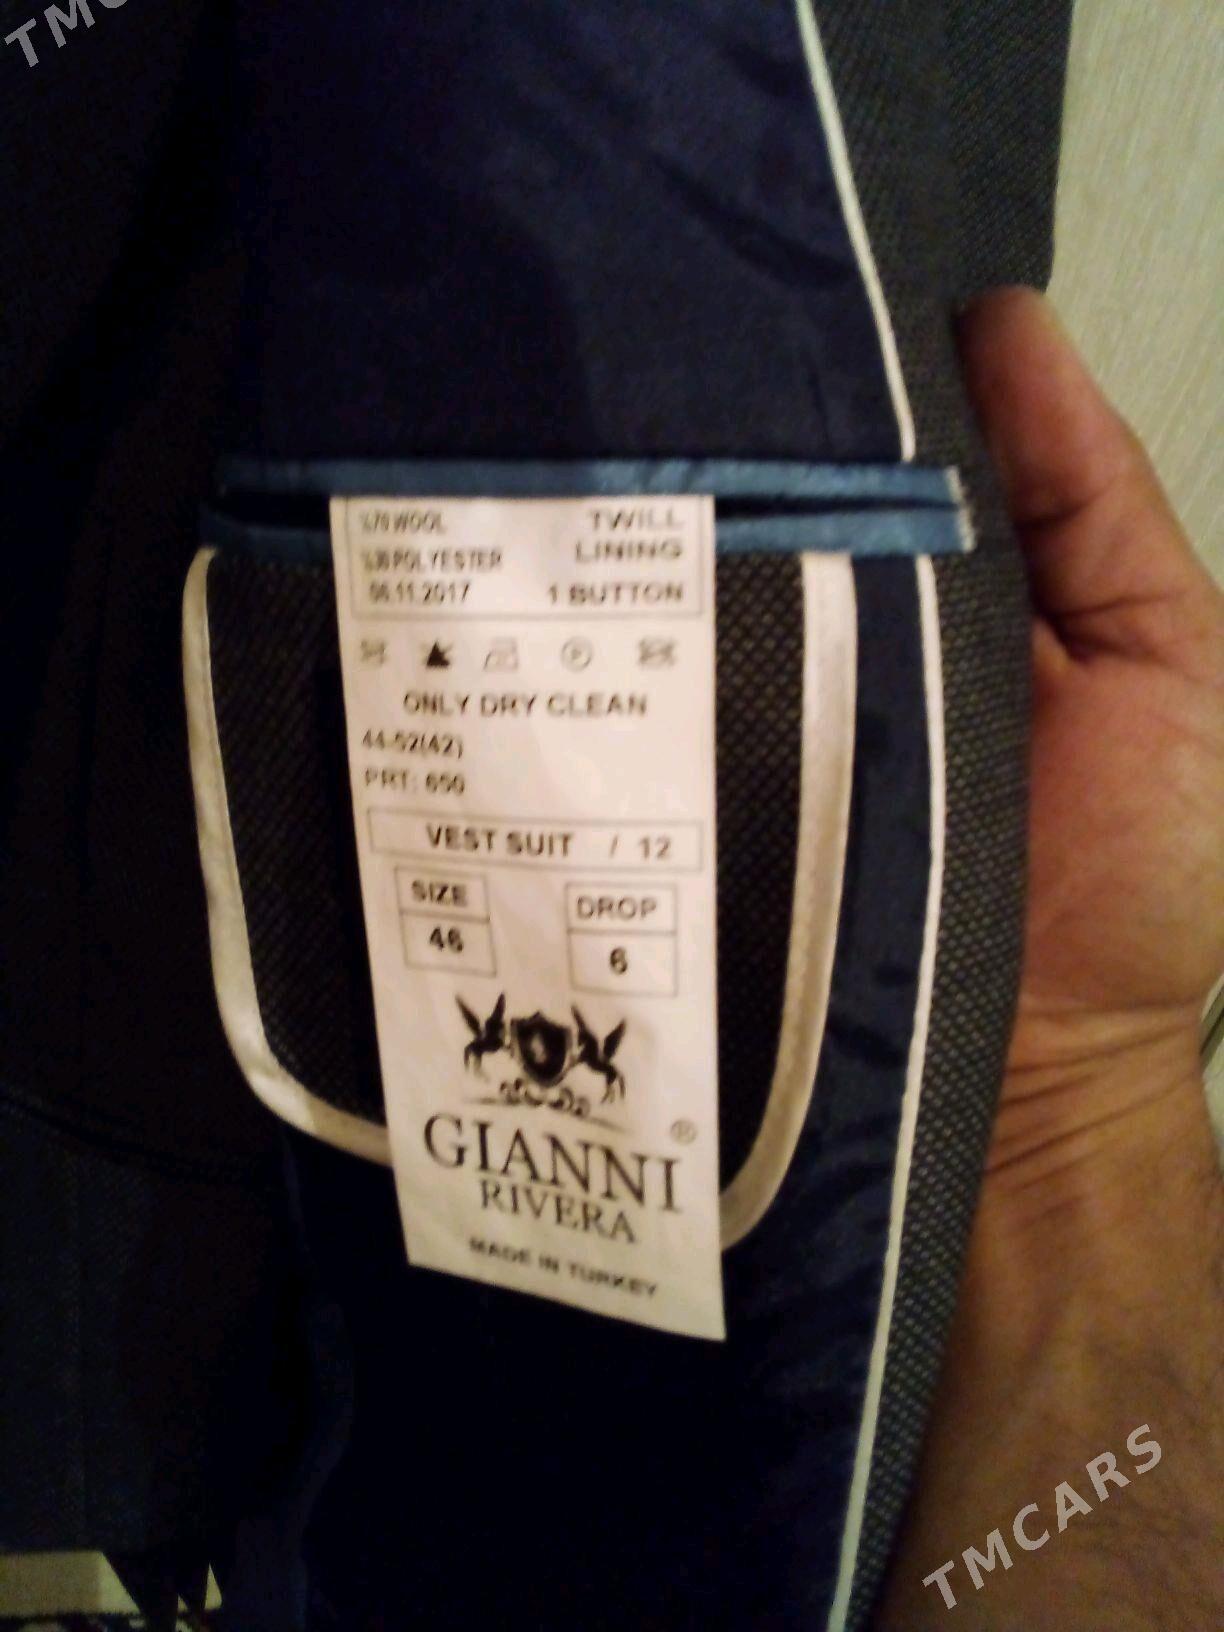 TMC
%70 WOOL
%30 POLYESTER
06.11.2017
TWILL
LINING
1 BUTTON
ONLY DRY CLEAN
44-52(42)
PRT: 650
VEST SUIT / 12
SIZE
46
DROP
6
GIANNI ®
RIVERA
MADE IN TURKEY
TMCARS